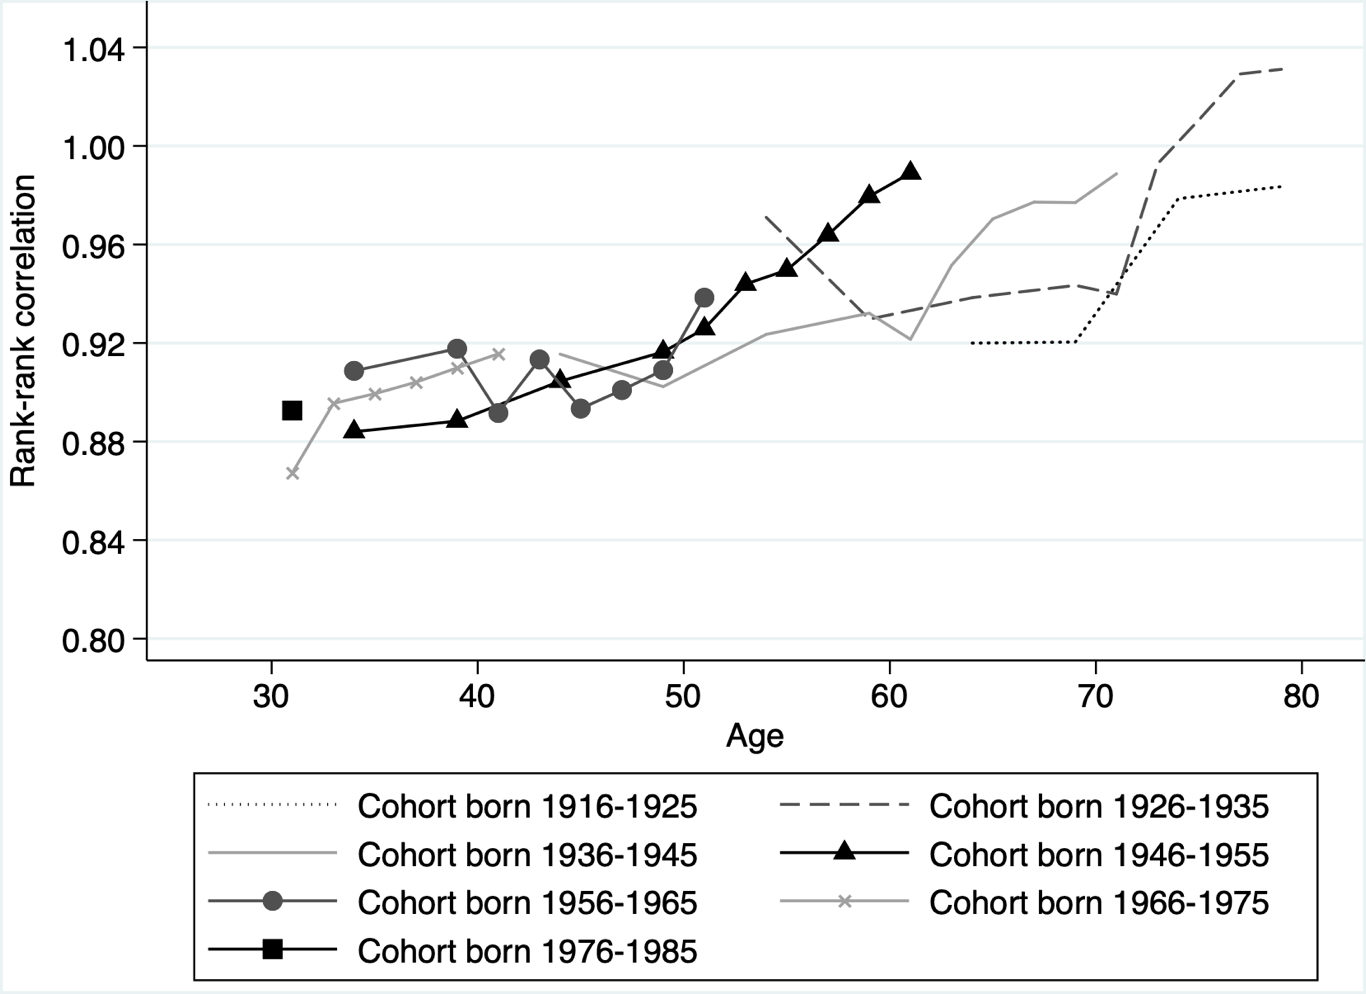 1.04
1.00
0.96
0.92
0.88
0.84
0.80
Rank-rank correlation
30 40 50 60 70 80
Age
Cohort born 1916-1925 Cohort born 1926-1935
Cohort born 1936-1945 Cohort born 1946-1955
Cohort born 1956-1965 Cohort born 1966-1975
Cohort born 1976-1985